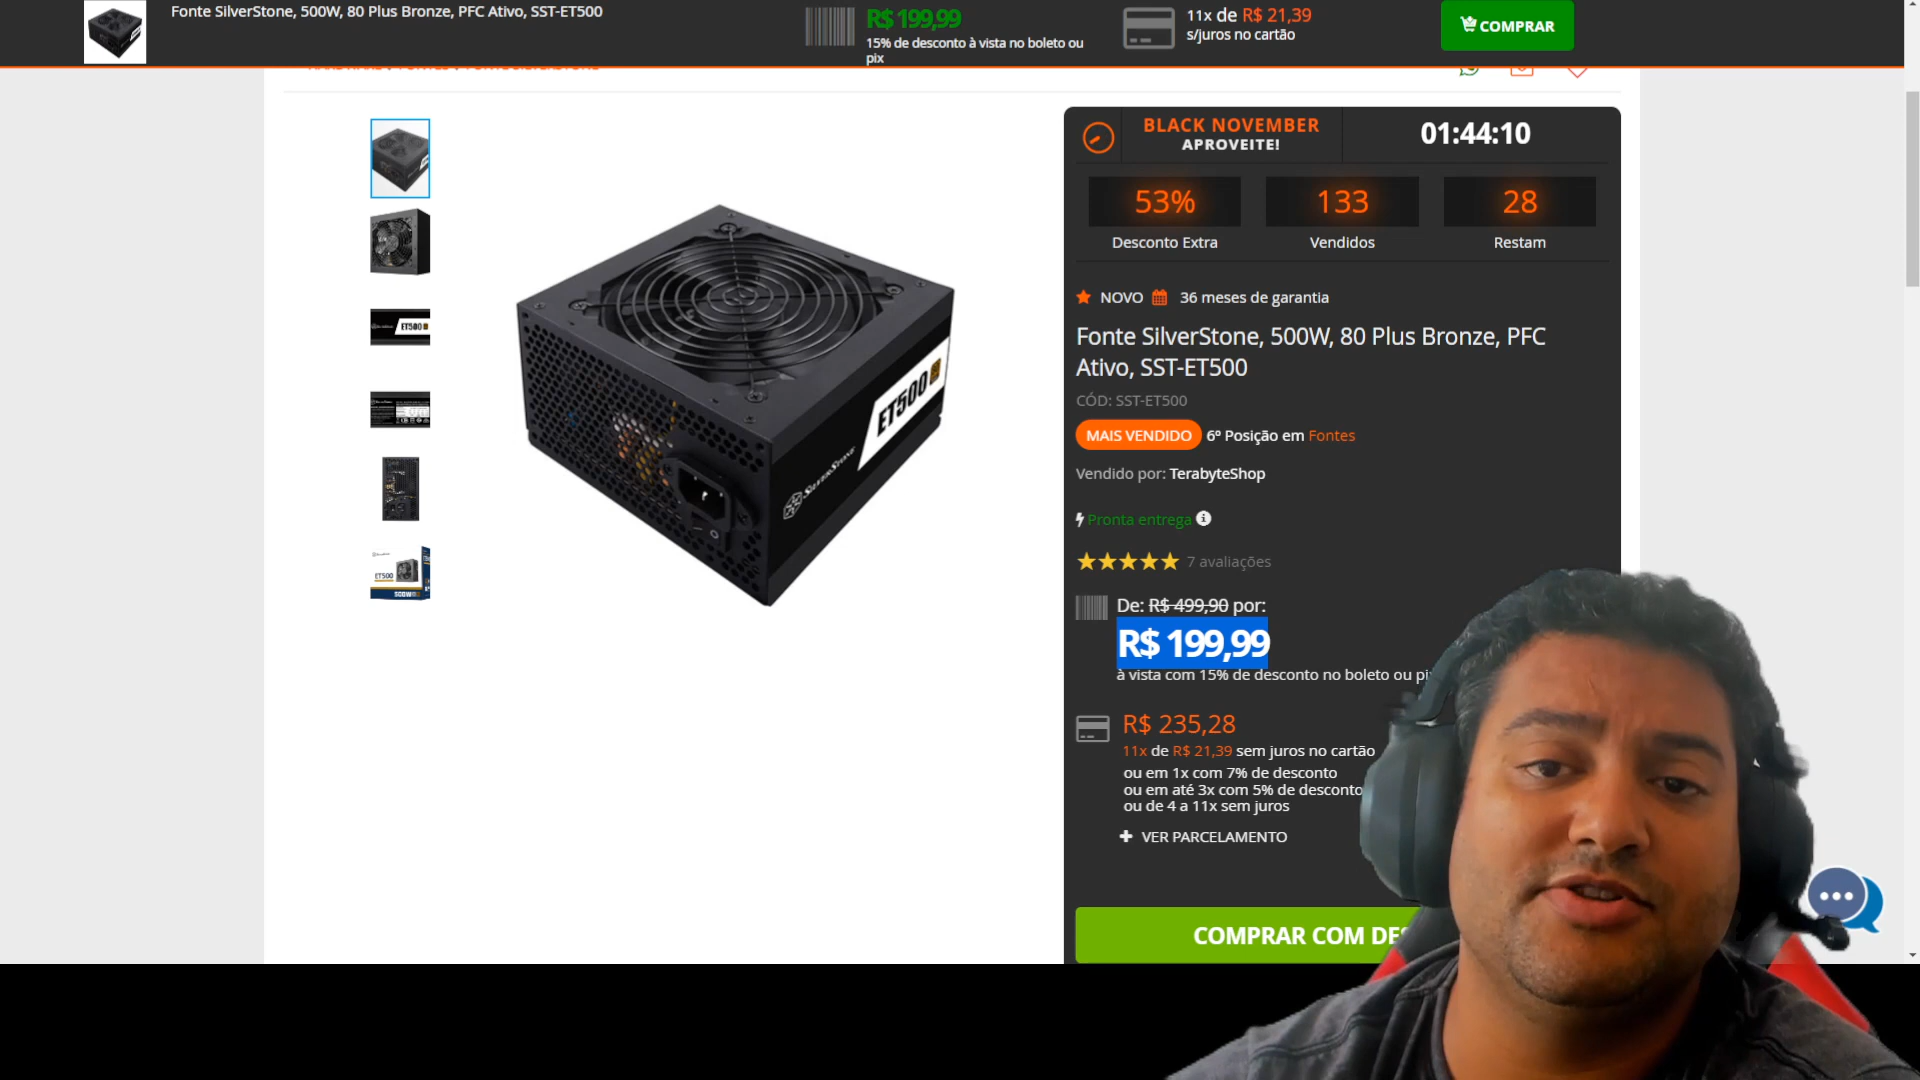 Fonte SilverStone, 500W, 80 Plus Bronze, PFC Ativo, SST-ET500
R$ 199,99
15% de desconto à vista no boleto ou
pix
11x de R$ 21,39
s/juros no cartão
COMPRAR
BLACK NOVEMBER
APROVEITE!
01:44:10
53%
133
28
Desconto Extra
Vendidos
Restam
NOVO
36 meses de garantia
Fonte SilverStone, 500W, 80 Plus Bronze, PFC
Ativo, SST-ET500
CÓD: SST-ET500
MAIS VENDIDO 6º Posição em Fontes
Vendido por: TerabyteShop
Pronta entrega
7 avaliações
De: R$ 499,90 por:
R$ 199,99
à vista com 15% de desconto no boleto ou pi
R$ 235,28
11x de R$ 21,39 sem juros no cartão
ou em 1x com 7% de desconto
ou em até 3x com 5% de desconto
ou de 4 a 11x sem juros
VER PARCELAMENTO
COMPRAR COM DES
ET500
SilverStone
ET500
ET500
500W